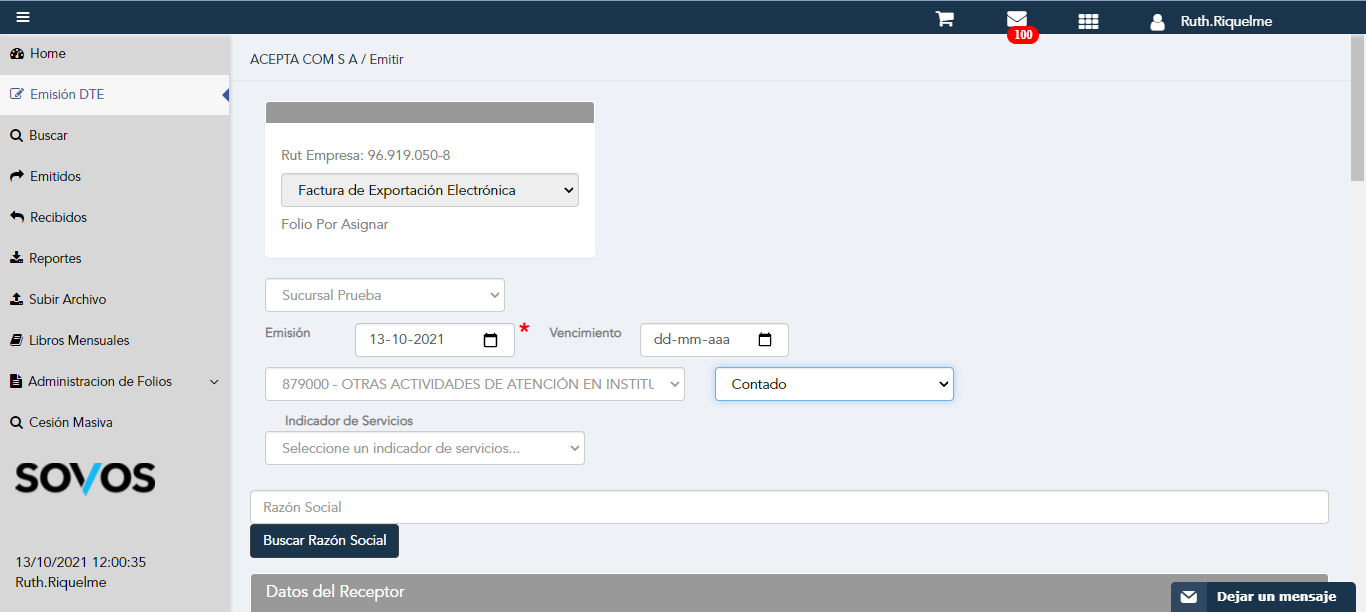 100
Ruth.Riquelme
Home
Emisión DTE
Buscar
Emitidos
Recibidos
Reportes
Subir Archivo
Libros Mensuales
Administracion de Folios
Cesión Masiva
SOVOS
13/10/2021 12:00:35
Ruth.Riquelme
ACEPTA COM S A / Emitir
Rut Empresa: 96.919.050-8
Factura de Exportación Electrónica
Folio Por Asignar
Sucursal Prueba
Emisión 13-10-2021 * Vencimiento dd-mm-aaa
879000 - OTRAS ACTIVIDADES DE ATENCIÓN EN INSTITU Contado
Indicador de Servicios
Seleccione un indicador de servicios...
Razón Social
Buscar Razón Social
Datos del Receptor
Dejar un mensaje